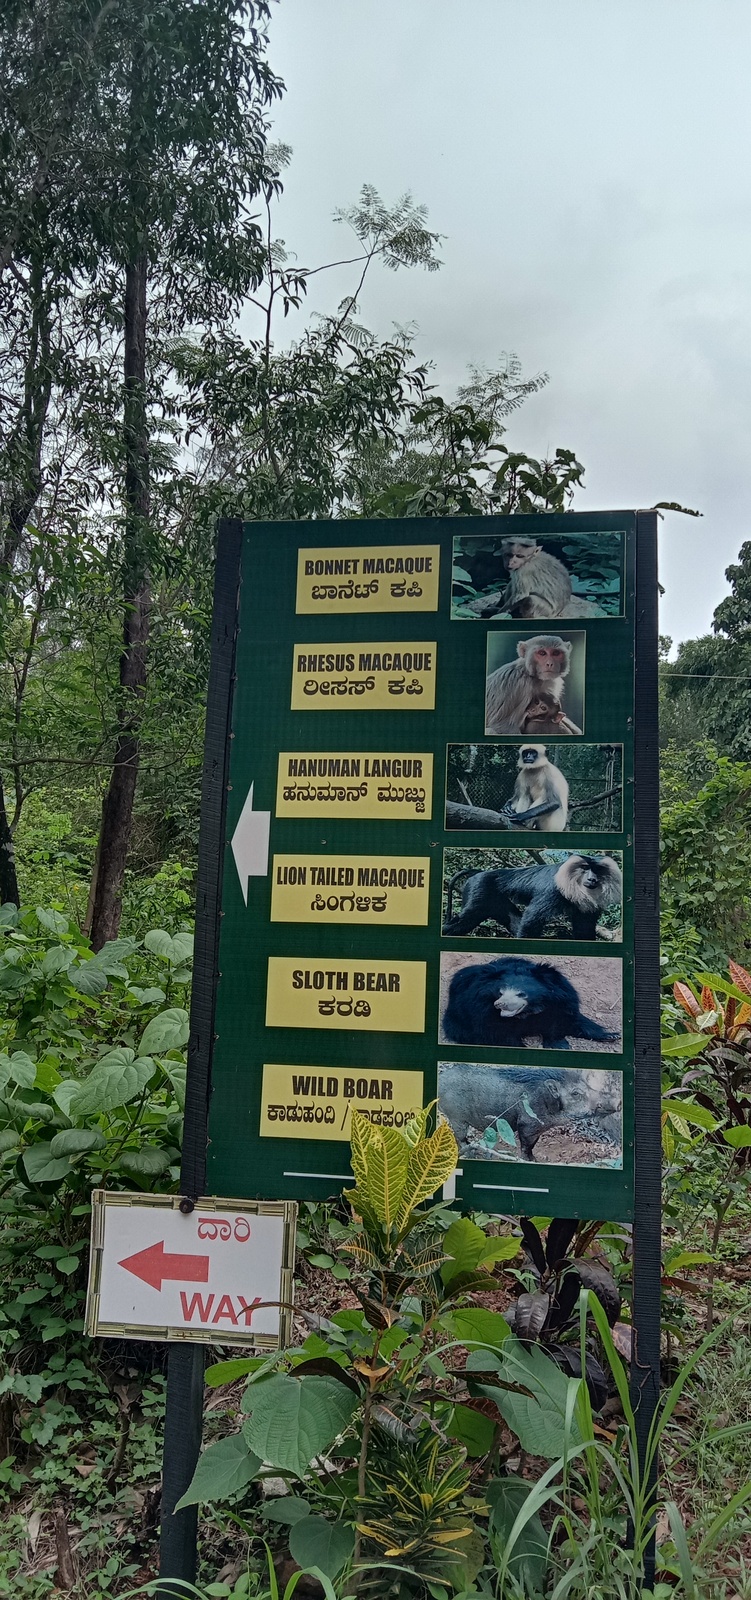 BONNET MACAQUE
ಬಾನೆಟ್ ಕಪಿ
RHESUS MACAQUE
ರೀಸಸ್ ಕಪಿ
HANUMAN LANGUR
ಹನುಮಾನ್ ಮುಜ್ಜು
LION TAILED MACAQUE
ಸಿಂಗಳಿಕ
SLOTH BEAR
ಕರಡಿ
WILD BOAR
ಕಾಡುಹಂದಿ /
ದಾರಿ
WAY